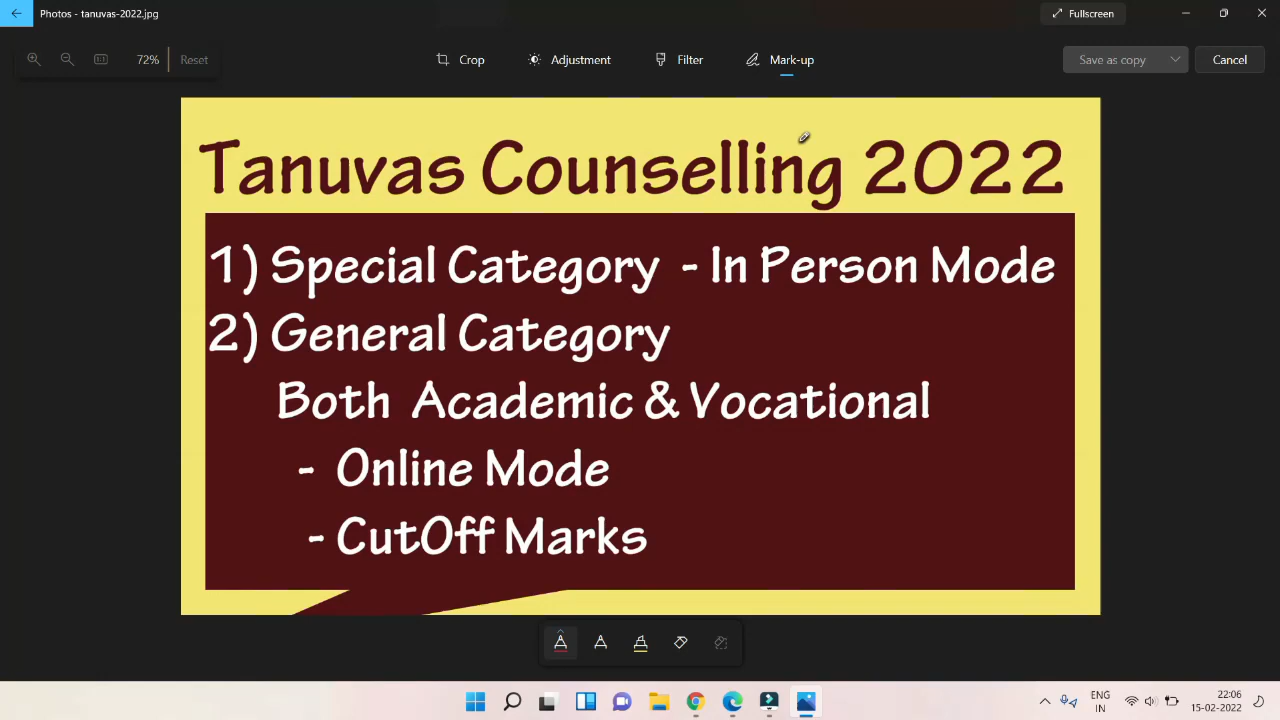 Photos - tanuvas-2022.jpg
Fullscreen
72%
Reset
Crop
Adjustment
Filter
Mark-up
Save as copy
Cancel
Tanuvas Counselling 2022
1) Special Category - In Person Mode
2) General Category
Both Academic & Vocational
- Online Mode
- CutOff Marks
ENG
IN
22:06
15-02-2022